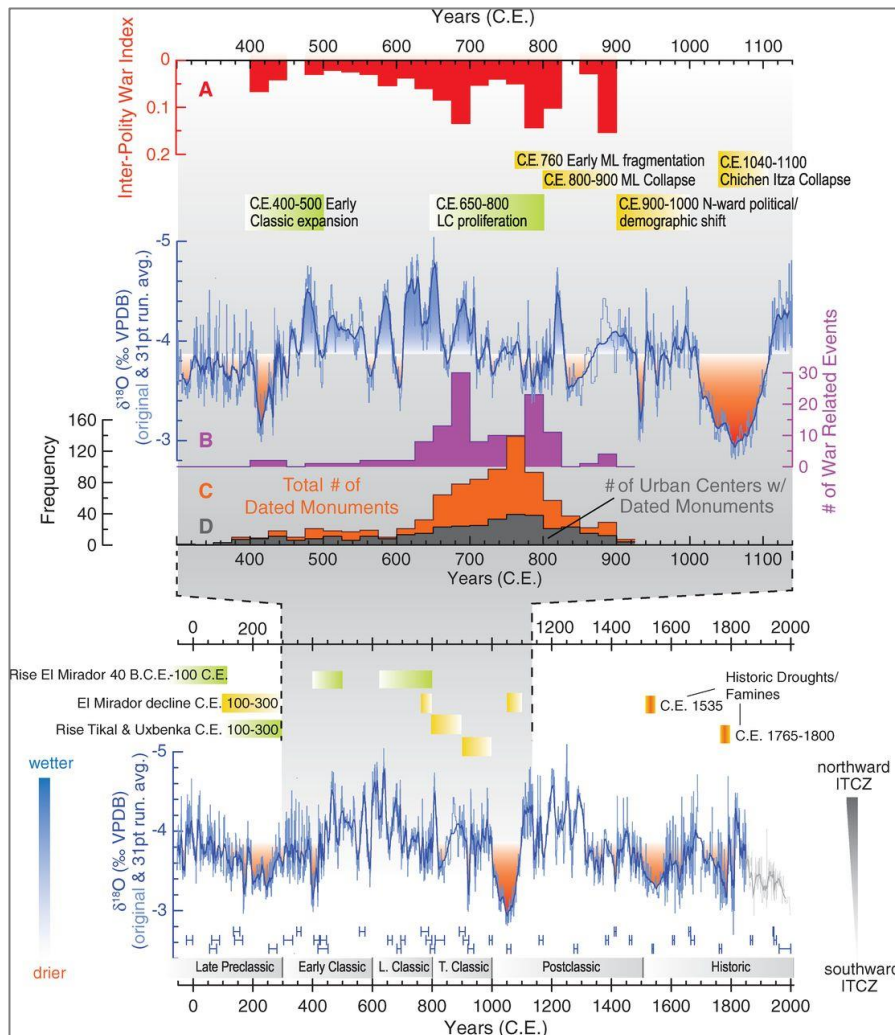 Years (C.E.)
400 500 600 700 800 900 1000 1100
Inter-Polity War Index
0
0.1
0.2
A
C.E.760 Early ML fragmentation
C.E. 800-900 ML Collapse
C.E.1040-1100
Chichen Itza Collapse
C.E.400-500 Early
Classic expansion
C.E.650-800
LC proliferation
C.E.900-1000 N-ward political/
demographic shift
δ18O (‰ VPDB)
(original & 31pt run. avg.)
-5
-4
-3
# of War Related Events
30
20
10
0
B
Frequency
160
120
80
40
0
C
Total # of
Dated Monuments
# of Urban Centers w/
Dated Monuments
D
400 500 600 700 800 900 1000 1100
Years (C.E.)
0 200 1200 1400 1600 1800 2000
Rise El Mirador 40 B.C.E.-100 C.E.
El Mirador decline C.E. 100-300
Rise Tikal & Uxbenka C.E. 100-300
Historic Droughts/
Famines
C.E. 1535
C.E. 1765-1800
wetter
drier
δ18O (‰ VPDB)
(original & 31pt run. avg.)
-5
-4
-3
northward
ITCZ
southward
ITCZ
Late Preclassic Early Classic L. Classic T. Classic Postclassic Historic
0 200 400 600 800 1000 1200 1400 1600 1800 2000
Years (C.E.)